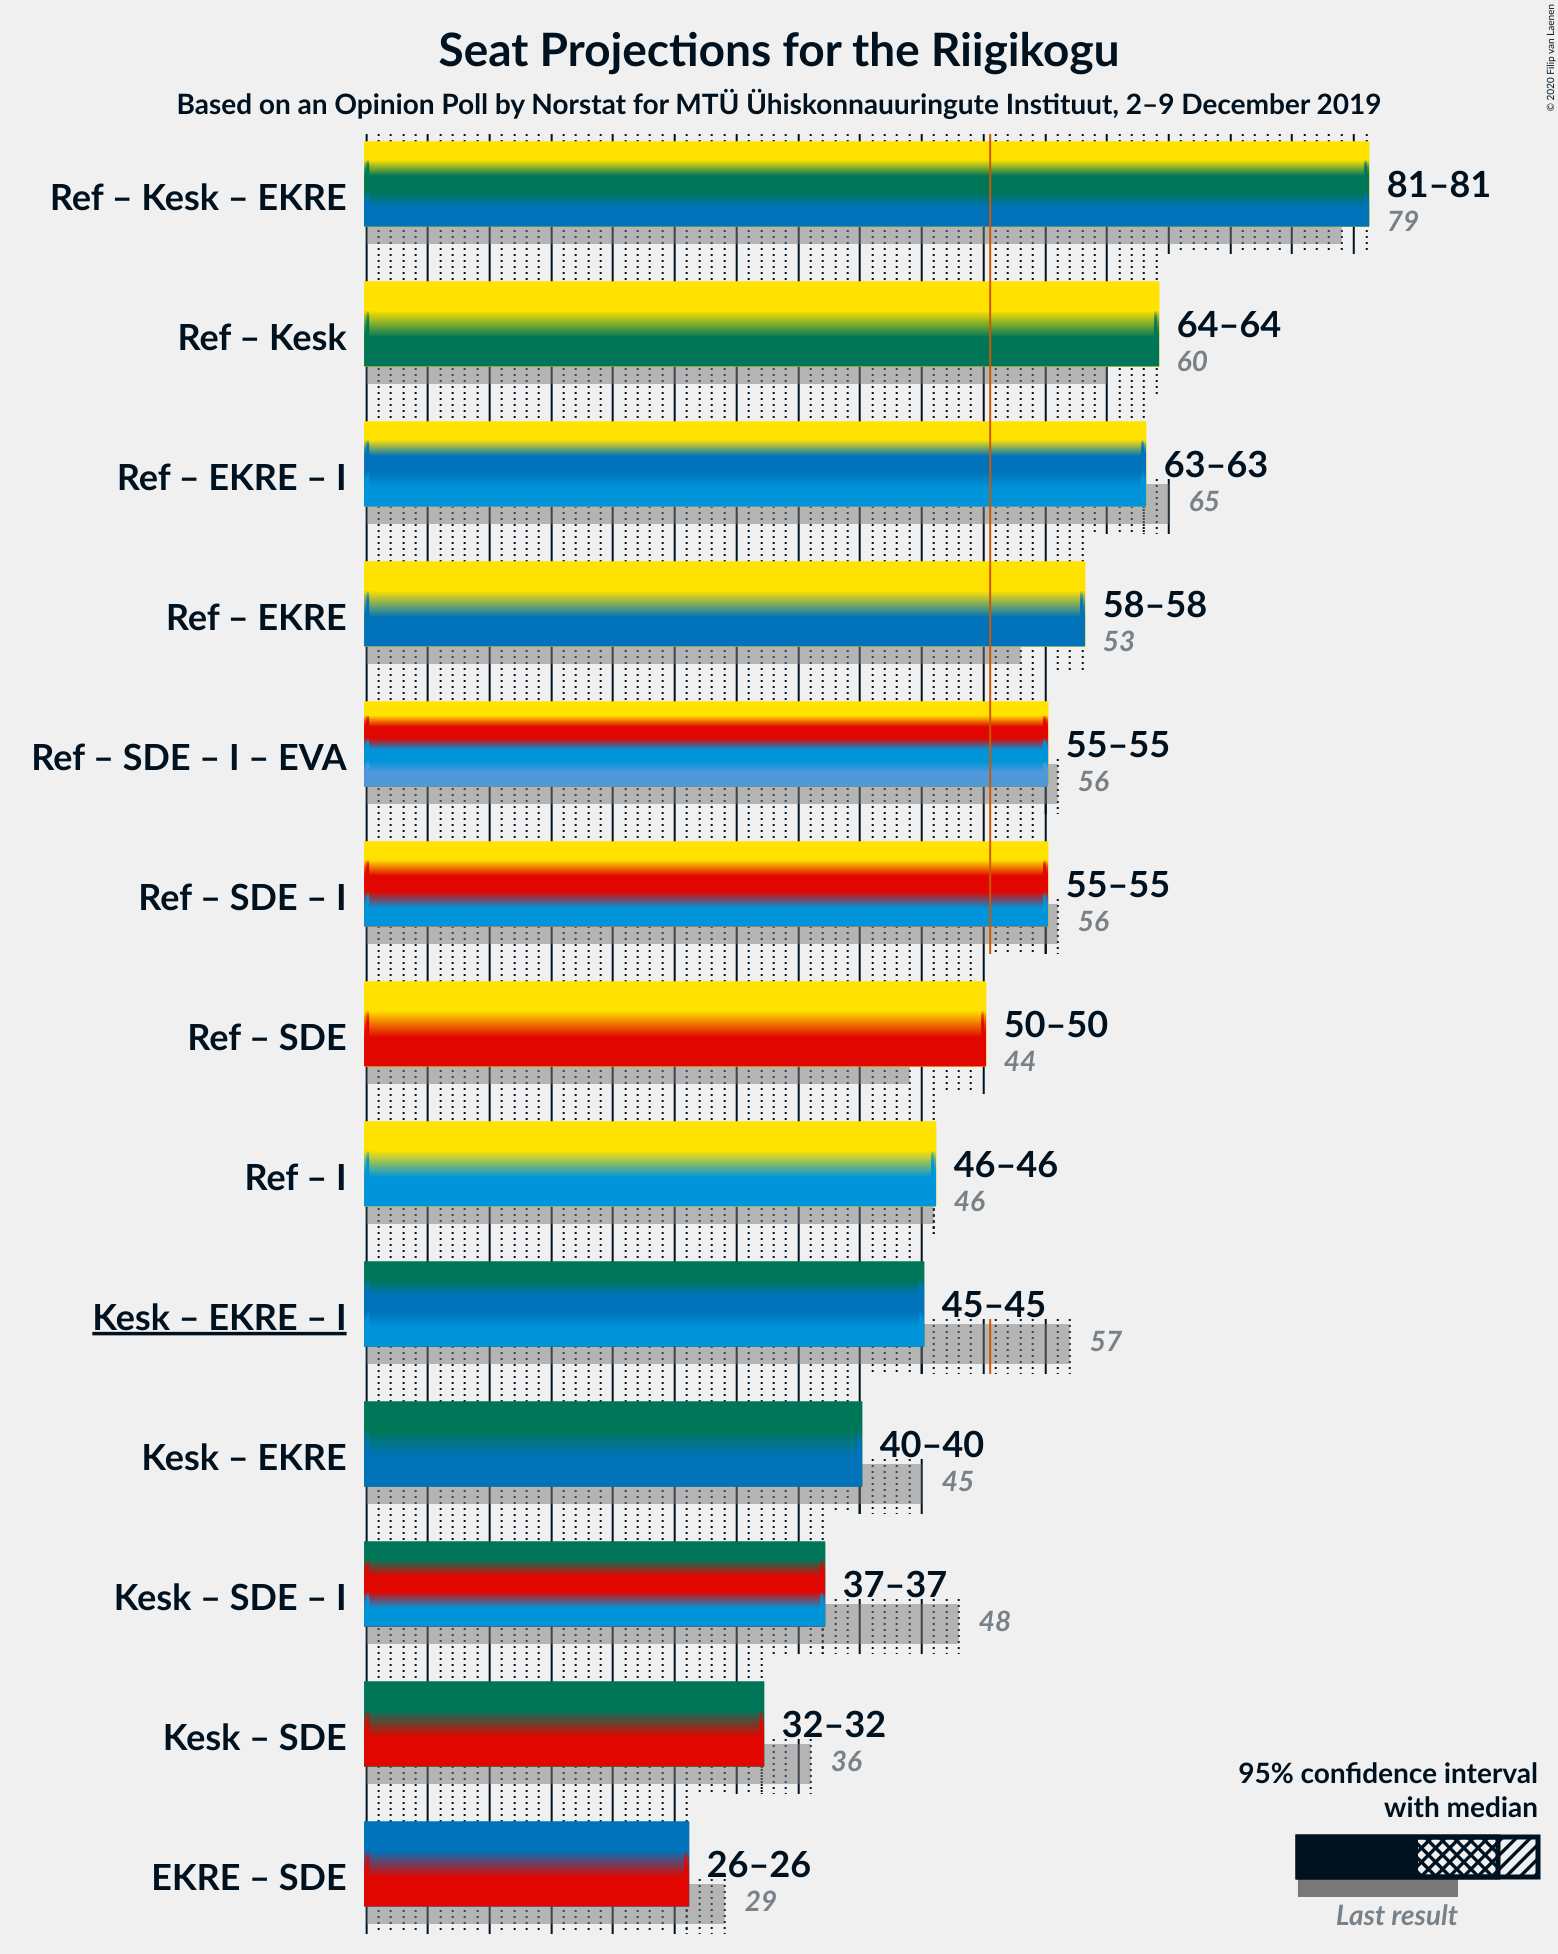 Seat Projections for the Riigikogu
Based on an Opinion Poll by Norstat for MTÜ Ühiskonnauuringute Instituut, 2–9 December 2019
© 2020 Filip van Laenen
Ref – Kesk – EKRE
81–81
79
Ref – Kesk
64–64
60
Ref – EKRE – I
63–63
65
Ref – EKRE
58–58
53
Ref – SDE – I – EVA
55–55
56
Ref – SDE – I
55–55
56
Ref – SDE
50–50
44
Ref – I
46–46
46
Kesk – EKRE – I
45–45
57
Kesk – EKRE
40–40
45
Kesk – SDE – I
37–37
48
Kesk – SDE
32–32
36
EKRE – SDE
26–26
29
95% confidence interval
with median
Last result